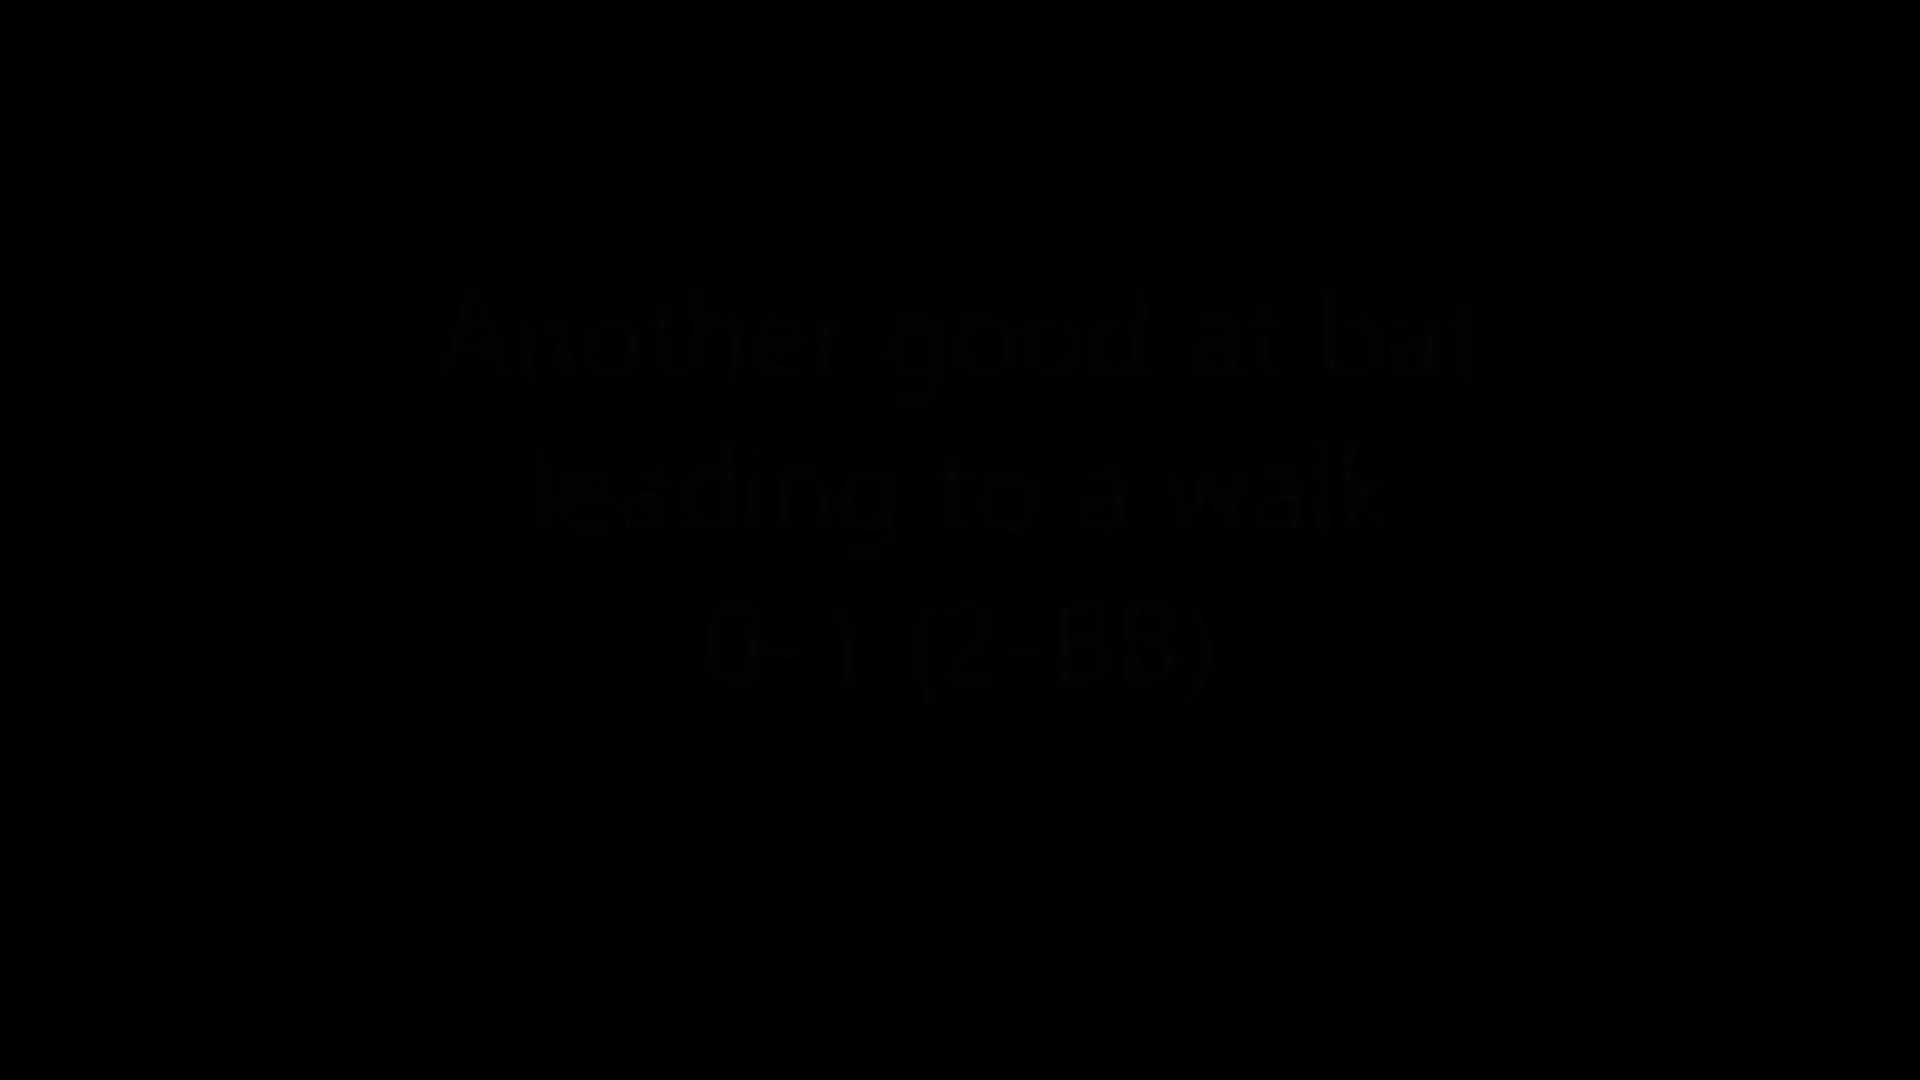 Another good at bat
leading to a walk
0-1 (2-BB)